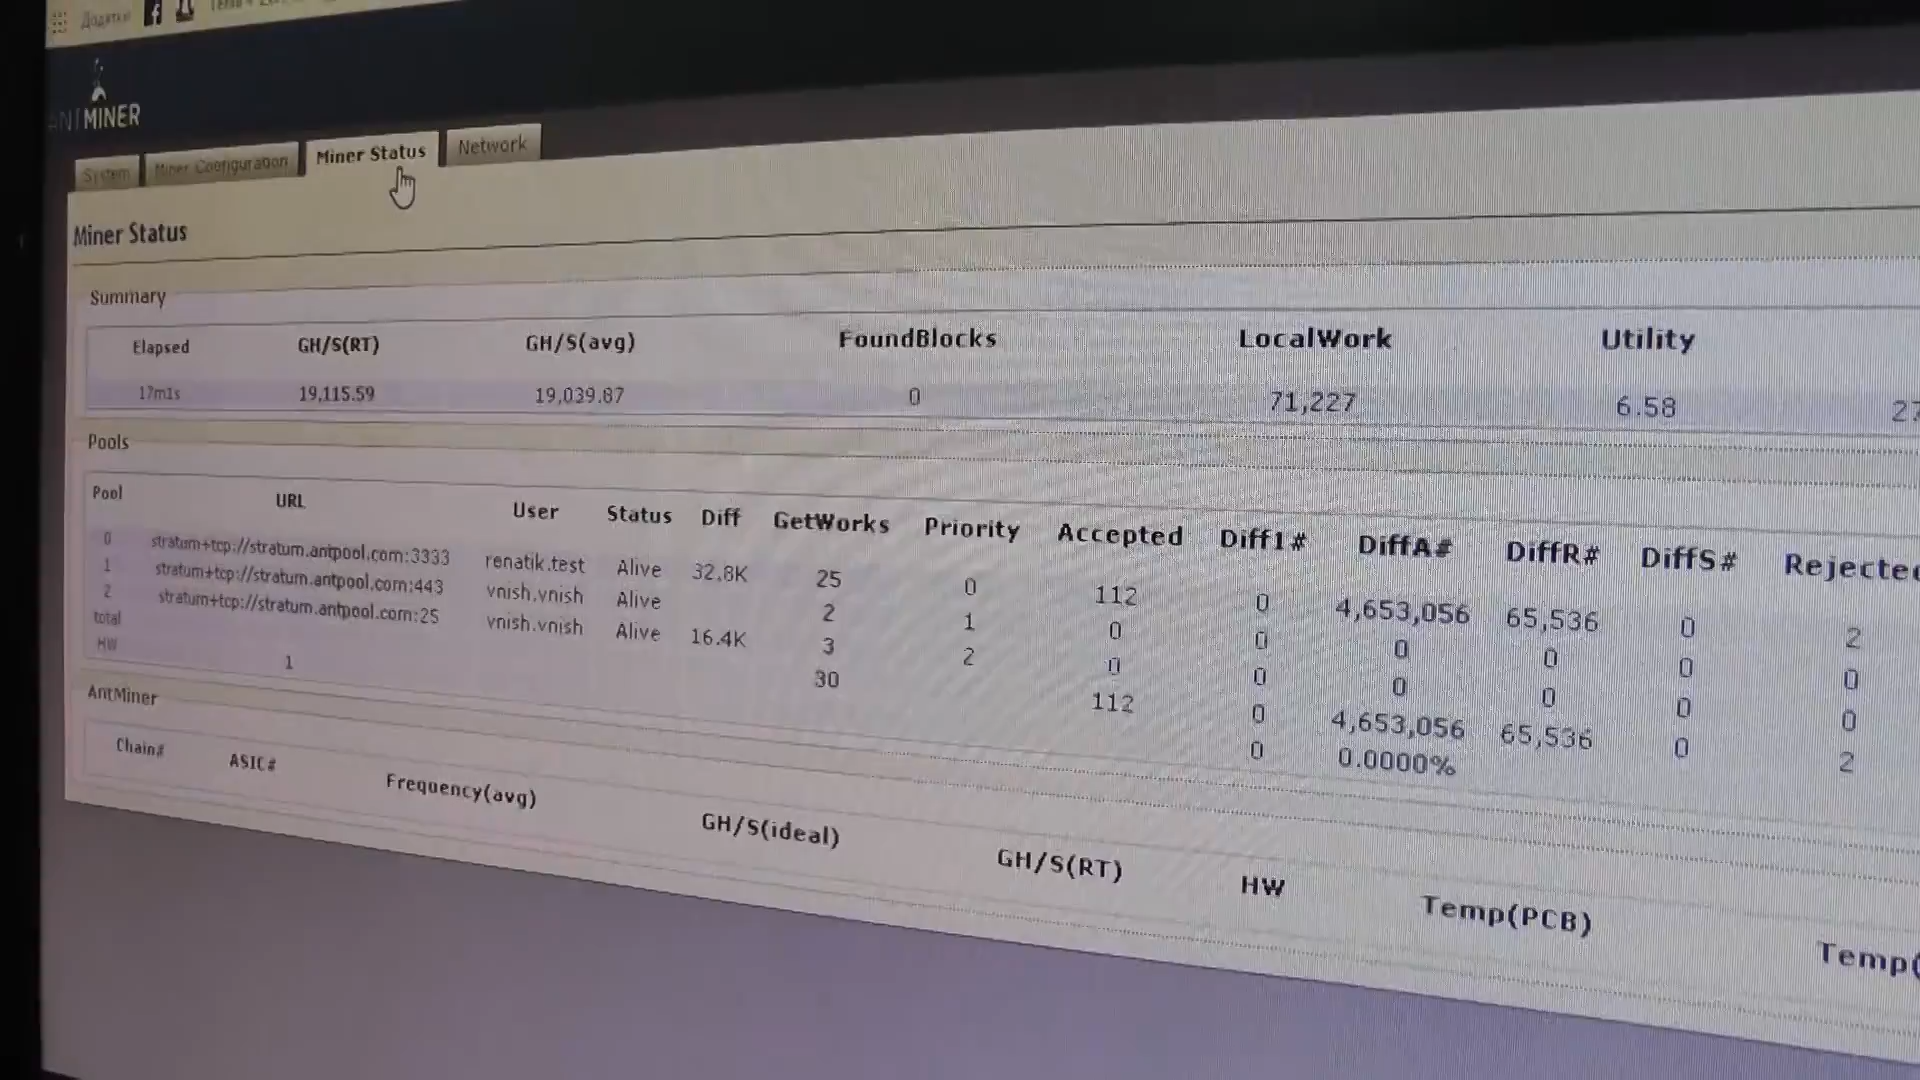 Додатки
ANTMINER
System Miner Configuration Miner Status Network
Miner Status
Summary
Elapsed GH/S(RT) GH/S(avg) FoundBlocks LocalWork Utility
17m1s 19,115.59 19,039.87 0 71,227 6.58 27
Pools
Pool URL User Status Diff GetWorks Priority Accepted Diff1# DiffA# DiffR# DiffS# Rejected
0 stratum+tcp://stratum.antpool.com:3333 renatik.test Alive 32.8K 25 0 112 0 4,653,056 65,536 0 2
1 stratum+tcp://stratum.antpool.com:443 vnish.vnish Alive 2 1 0 0 0 0 0 0
2 stratum+tcp://stratum.antpool.com:25 vnish.vnish Alive 16.4K 3 2 0 0 0 0 0 0
total 30 112 0 4,653,056 65,536 0 2
HW 1 0 0.0000%
AntMiner
Chain# ASIC# Frequency(avg) GH/S(ideal) GH/S(RT) HW Temp(PCB) Temp(